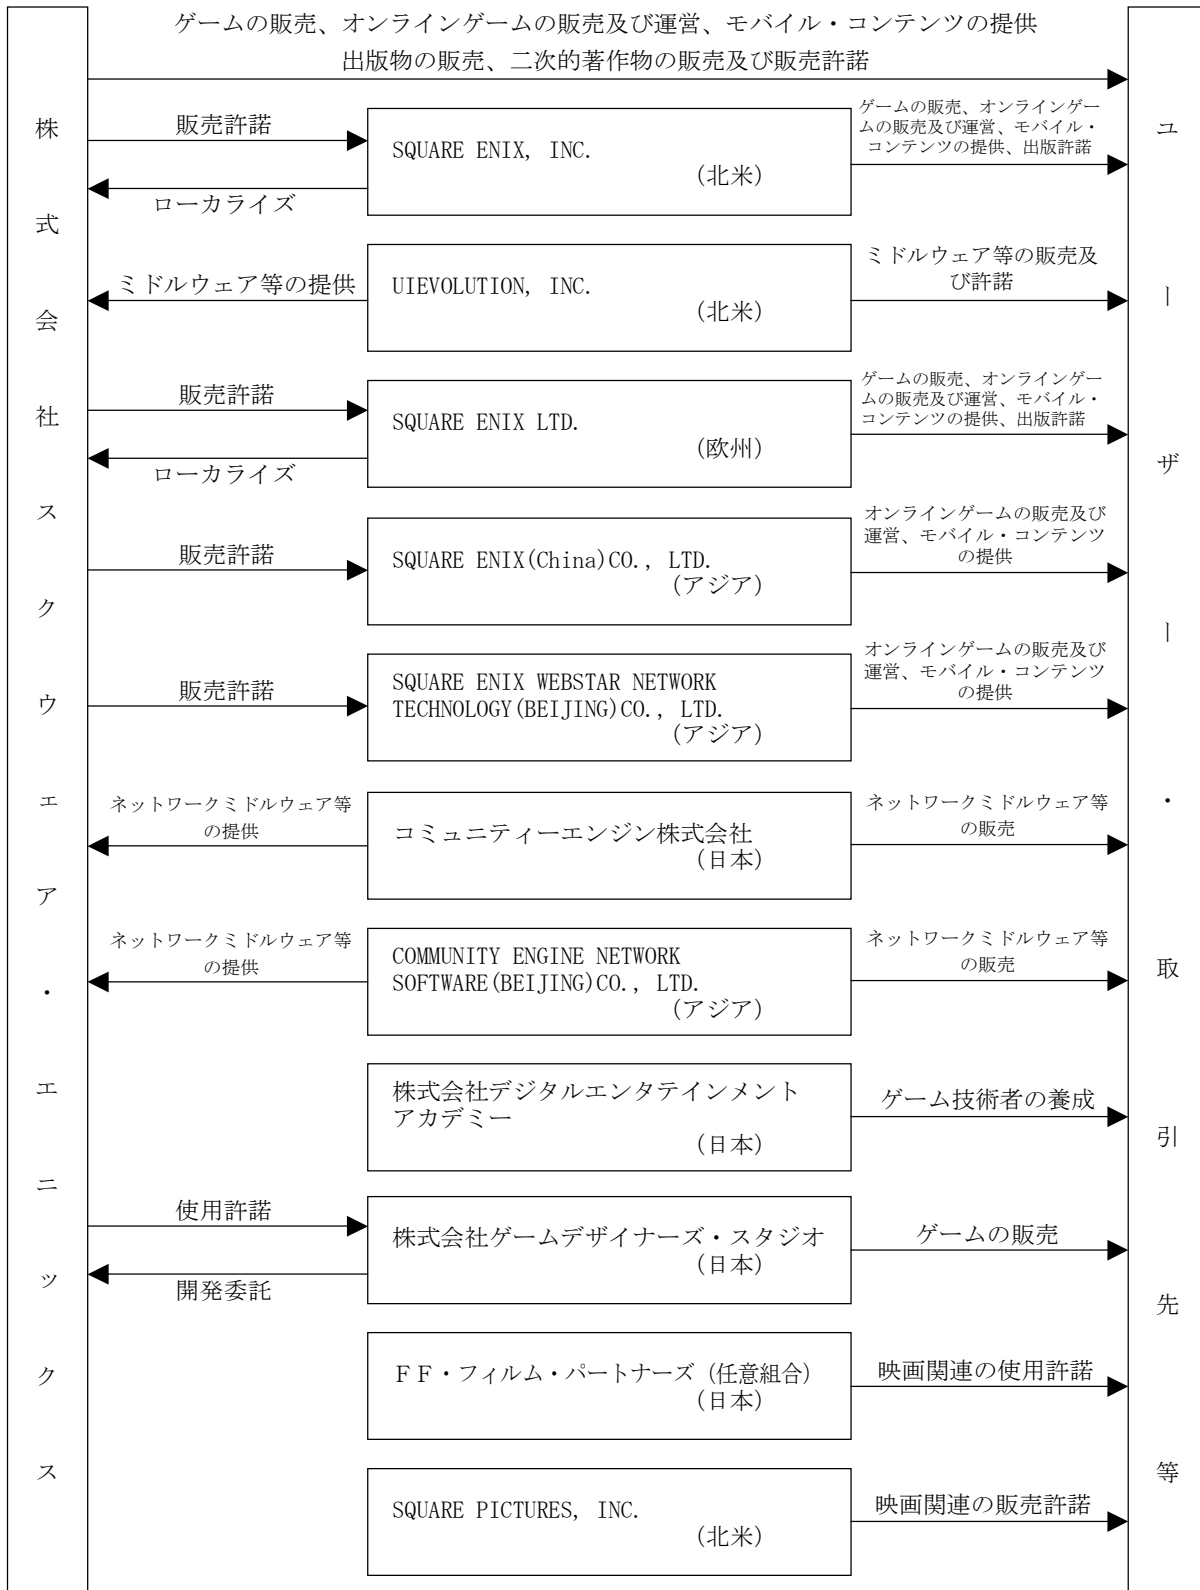 ゲームの販売、オンラインゲームの販売及び運営、モバイル・コンテンツの提供
出版物の販売、二次的著作物の販売及び販売許諾
株式会社スクウェア・エニックス
ユーザー・取引先等
販売許諾
ローカライズ
SQUARE ENIX, INC.
(北米)
ゲームの販売、オンラインゲー
ムの販売及び運営、モバイル・
コンテンツの提供、出版許諾
ミドルウェア等の提供
UIEVOLUTION, INC.
(北米)
ミドルウェア等の販売及
び許諾
販売許諾
ローカライズ
SQUARE ENIX LTD.
(欧州)
ゲームの販売、オンラインゲー
ムの販売及び運営、モバイル・
コンテンツの提供、出版許諾
販売許諾
SQUARE ENIX(China)CO., LTD.
(アジア)
オンラインゲームの販売及び
運営、モバイル・コンテンツ
の提供
販売許諾
SQUARE ENIX WEBSTAR NETWORK
TECHNOLOGY(BEIJING)CO., LTD.
(アジア)
オンラインゲームの販売及び
運営、モバイル・コンテンツ
の提供
ネットワークミドルウェア等
の提供
コミュニティーエンジン株式会社
(日本)
ネットワークミドルウェア等
の販売
ネットワークミドルウェア等
の提供
COMMUNITY ENGINE NETWORK
SOFTWARE(BEIJING)CO., LTD.
(アジア)
ネットワークミドルウェア等
の販売
株式会社デジタルエンタテインメント
アカデミー
(日本)
ゲーム技術者の養成
使用許諾
開発委託
株式会社ゲームデザイナーズ・スタジオ
(日本)
ゲームの販売
ＦＦ・フィルム・パートナーズ（任意組合）
(日本)
映画関連の使用許諾
SQUARE PICTURES, INC.
(北米)
映画関連の販売許諾